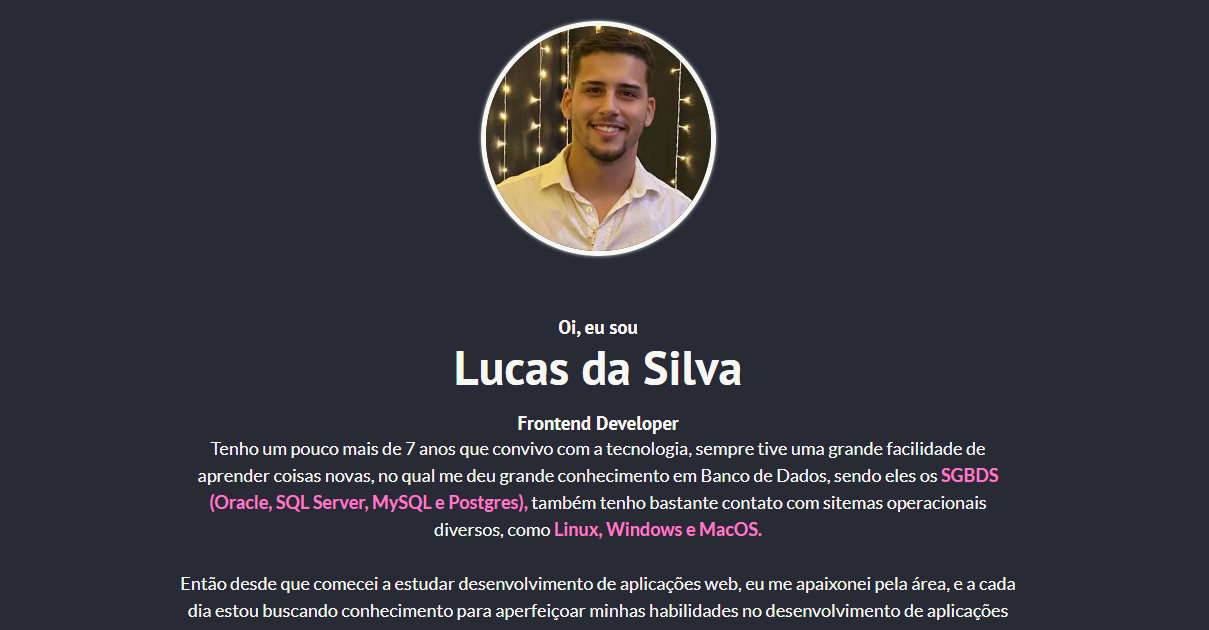 Oi, eu sou
Lucas da Silva
Frontend Developer
Tenho um pouco mais de 7 anos que convivo com a tecnologia, sempre tive uma grande facilidade de
aprender coisas novas, no qual me deu grande conhecimento em Banco de Dados, sendo eles os SGBDS
(Oracle, SQL Server, MySQL e Postgres), também tenho bastante contato com sitemas operacionais
diversos, como Linux, Windows e MacOS.
Então desde que comecei a estudar desenvolvimento de aplicações web, eu me apaixonei pela área, e a cada
dia estou buscando conhecimento para aperfeiçoar minhas habilidades no desenvolvimento de aplicações